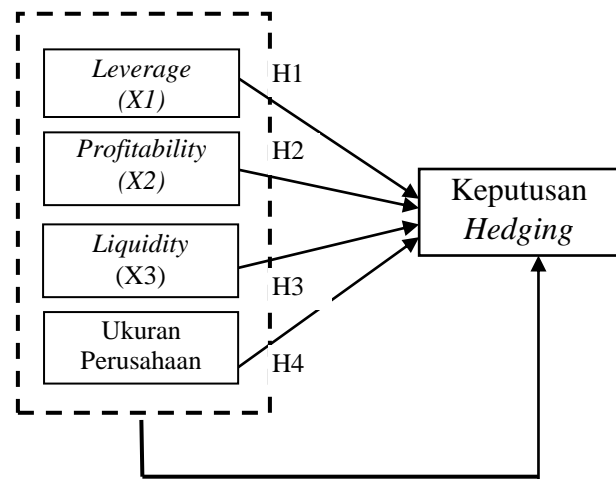 Leverage
(X1)
H1
Profitability
(X2)
H2
Liquidity
(X3)
H3
Ukuran
Perusahaan
H4
Keputusan
Hedging